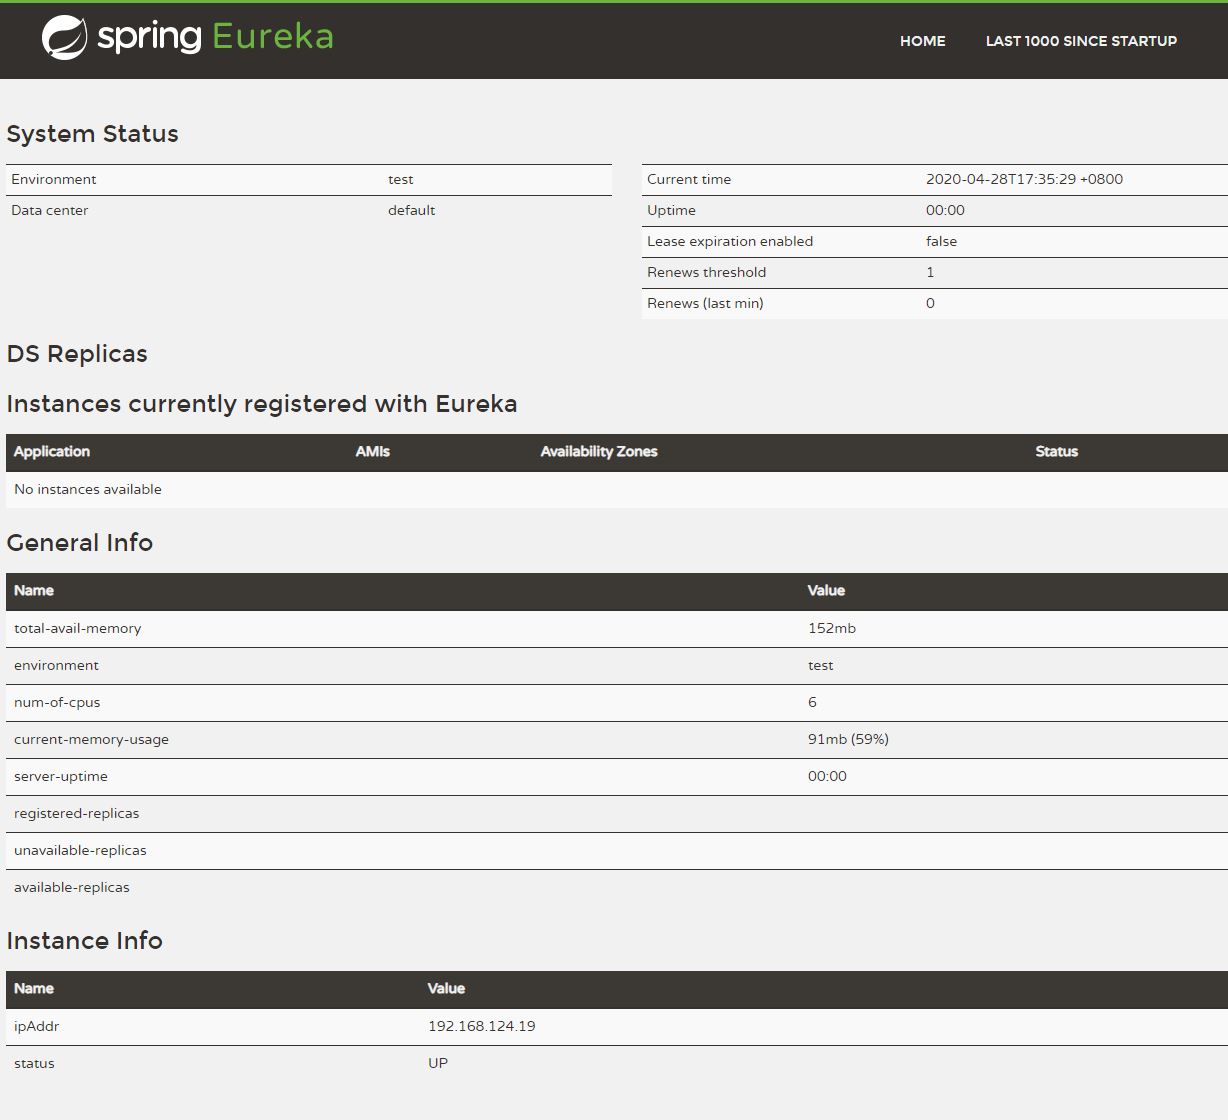 spring Eureka
HOME LAST 1000 SINCE STARTUP
System Status
Environment test
Data center default
Current time 2020-04-28T17:35:29 +0800
Uptime 00:00
Lease expiration enabled false
Renews threshold 1
Renews (last min) 0
DS Replicas
Instances currently registered with Eureka
Application AMIs Availability Zones Status
No instances available
General Info
Name Value
total-avail-memory 152mb
environment test
num-of-cpus 6
current-memory-usage 91mb (59%)
server-uptime 00:00
registered-replicas
unavailable-replicas
available-replicas
Instance Info
Name Value
ipAddr 192.168.124.19
status UP